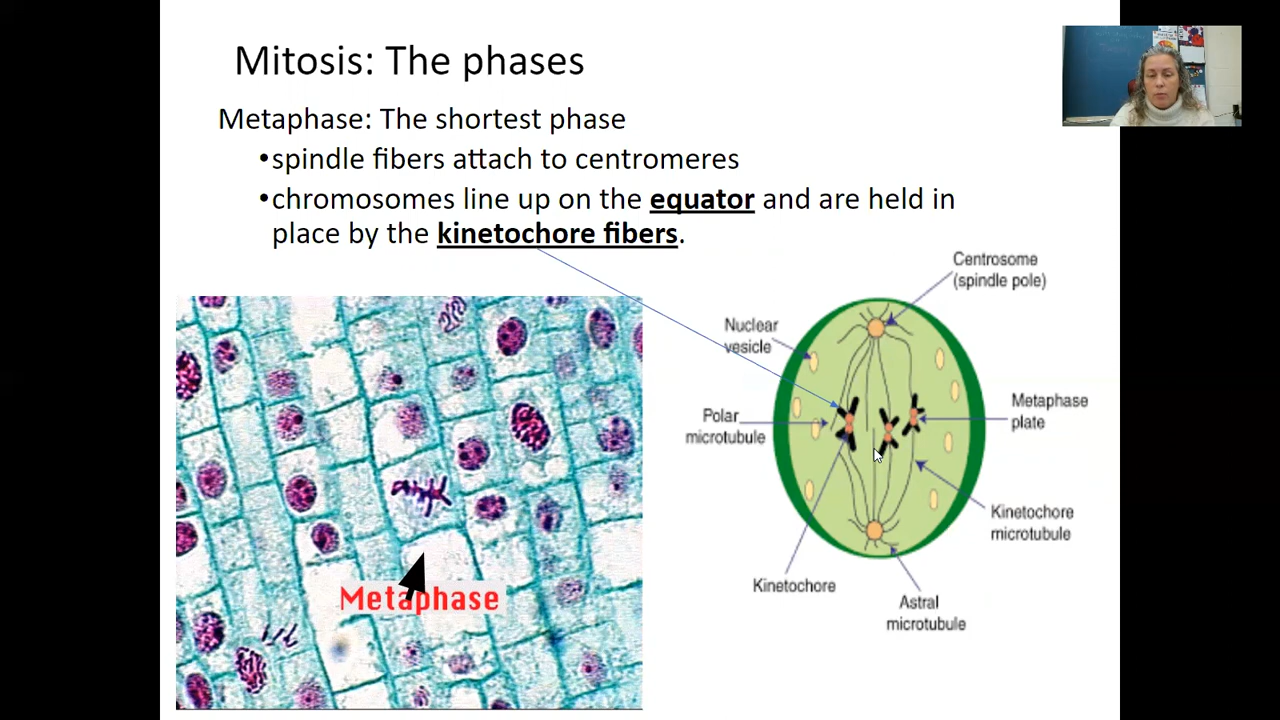 Mitosis: The phases
Metaphase: The shortest phase
•spindle fibers attach to centromeres
•chromosomes line up on the equator and are held in
place by the kinetochore fibers.
Centrosome
(spindle pole)
Nuclear
vesicle
Metaphase
plate
Polar
microtubule
Kinetochore
microtubule
Kinetochore
Astral
microtubule
Metaphase